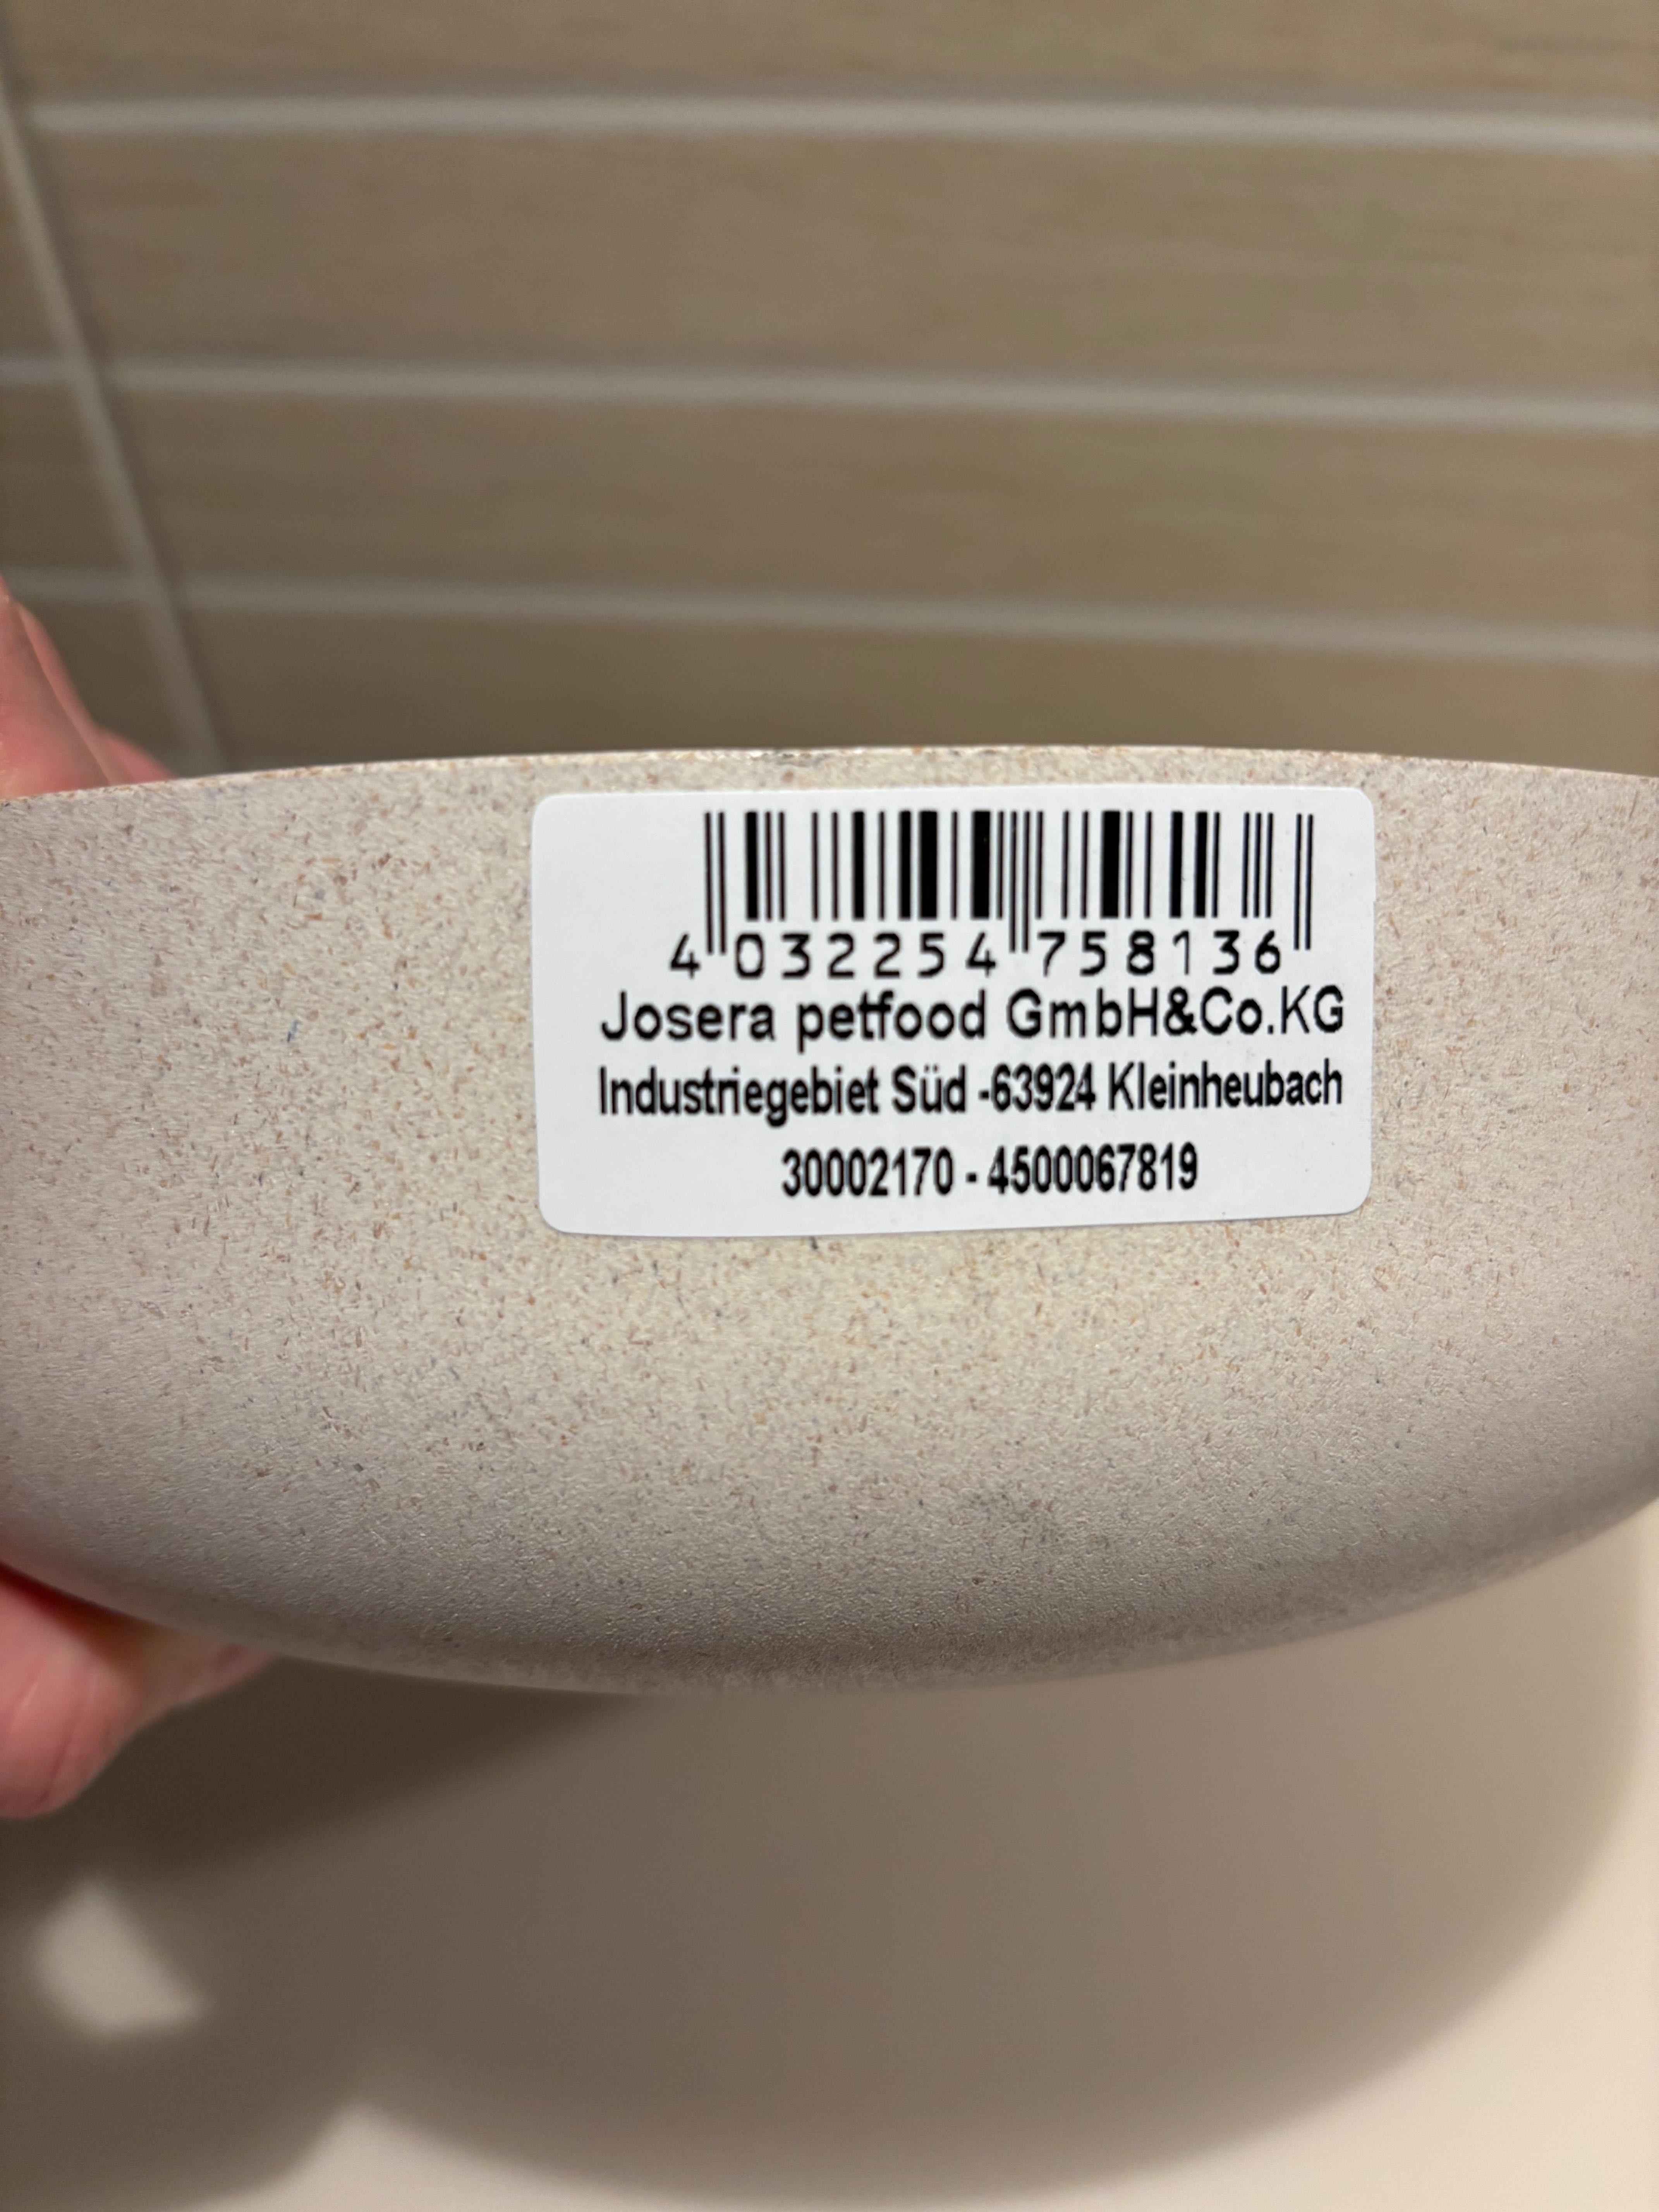 4 032254 758136
Josera petfood GmbH&Co.KG
Industriegebiet Süd -63924 Kleinheubach
30002170 - 4500067819